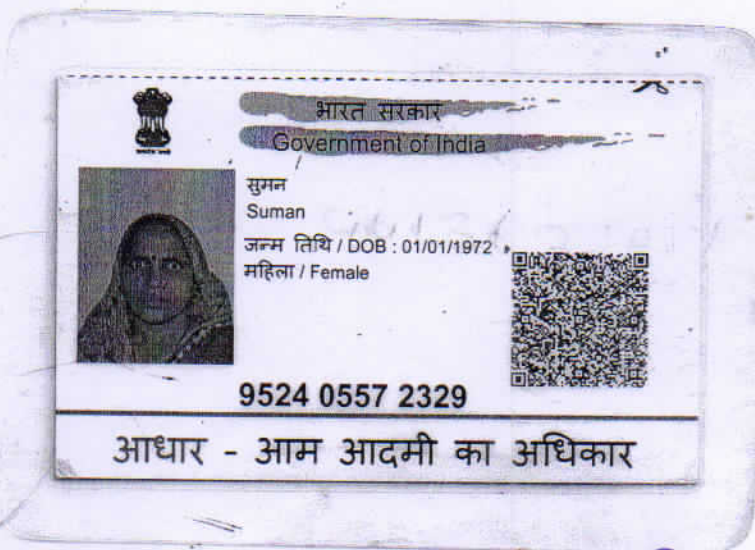 भारत सरकार
Government of India
सुमन
Suman
जन्म तिथि / DOB : 01/01/1972
महिला / Female
9524 0557 2329
आधार - आम आदमी का अधिकार